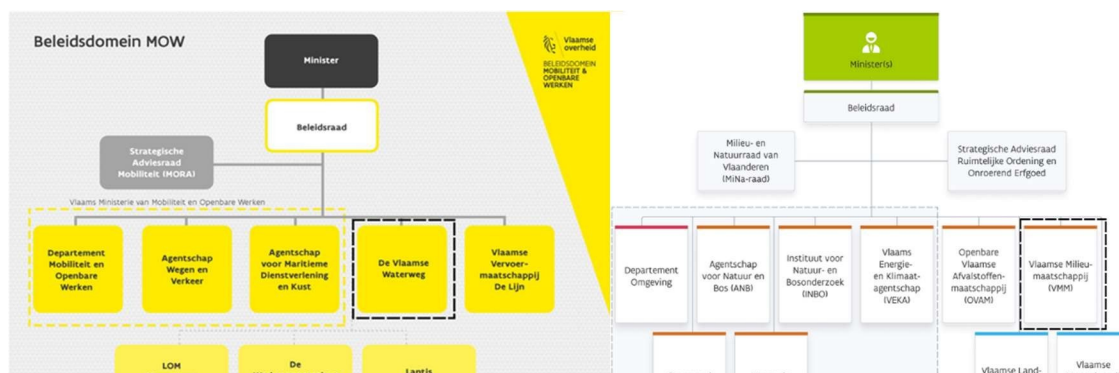 Beleidsdomein MOW
Vlaamse
overheid
BELEIDSDOMEIN
MOBILITEIT &
OPENBARE
WERKEN
Minister
Beleidsraad
Strategische
Adviesraad
Mobiliteit (MORA)
Vlaams Ministerie van Mobiliteit en Openbare Werken
Departement
Mobiliteit en
Openbare
Werken
Agentschap
Wegen en
Verkeer
Agentschap
voor Maritieme
Dienstverlening
en Kust
De Vlaamse
Waterweg
Vlaamse
Vervoer-
maatschappij
De Lijn
LOM
De
Lantis
Minister(s)
Beleidsraad
Milieu- en
Natuurraad van
Vlaanderen
(MiNa-raad)
Strategische Adviesraad
Ruimtelijke Ordening en
Onroerend Erfgoed
Departement
Omgeving
Agentschap
voor Natuur en
Bos (ANB)
Instituut voor
Natuur- en
Bosonderzoek
(INBO)
Vlaams
Energie-
en Klimaat-
agentschap
(VEKA)
Openbare
Vlaamse
Afvalstoffen-
maatschappij
(OVAM)
Vlaamse Milieu-
maatschappij
(VMM)
Vlaamse Land-
Vlaamse